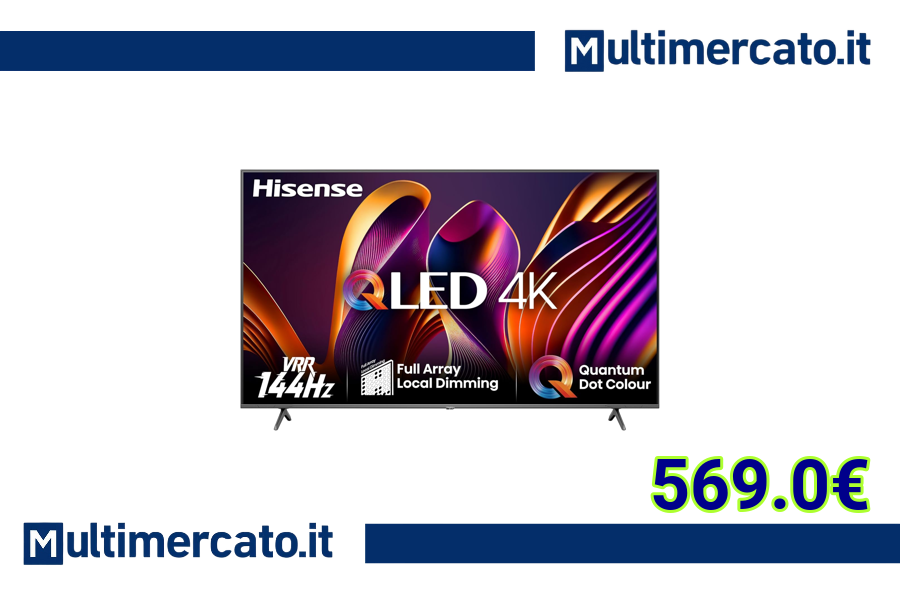 Multimercato.it
Hisense
QLED 4K
VRR
144Hz
Full Array
Local Dimming
Quantum
Dot Colour
569.0€
Multimercato.it